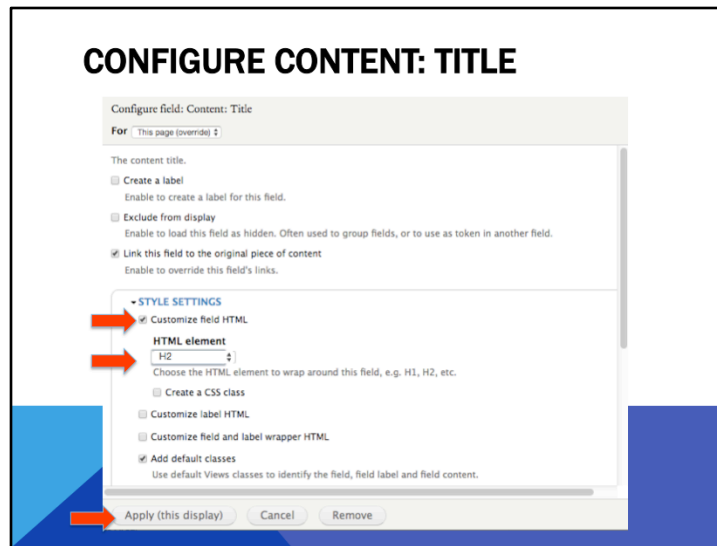 CONFIGURE CONTENT: TITLE
Configure field: Content: Title
For This page (override)
The content title.
Create a label
Enable to create a label for this field.
Exclude from display
Enable to load this field as hidden. Often used to group fields, or to use as token in another field.
Link this field to the original piece of content
Enable to override this field's links.
STYLE SETTINGS
Customize field HTML
HTML element
H2
Choose the HTML element to wrap around this field, e.g. H1, H2, etc.
Create a CSS class
Customize label HTML
Customize field and label wrapper HTML
Add default classes
Use default Views classes to identify the field, field label and field content.
Apply (this display) Cancel Remove